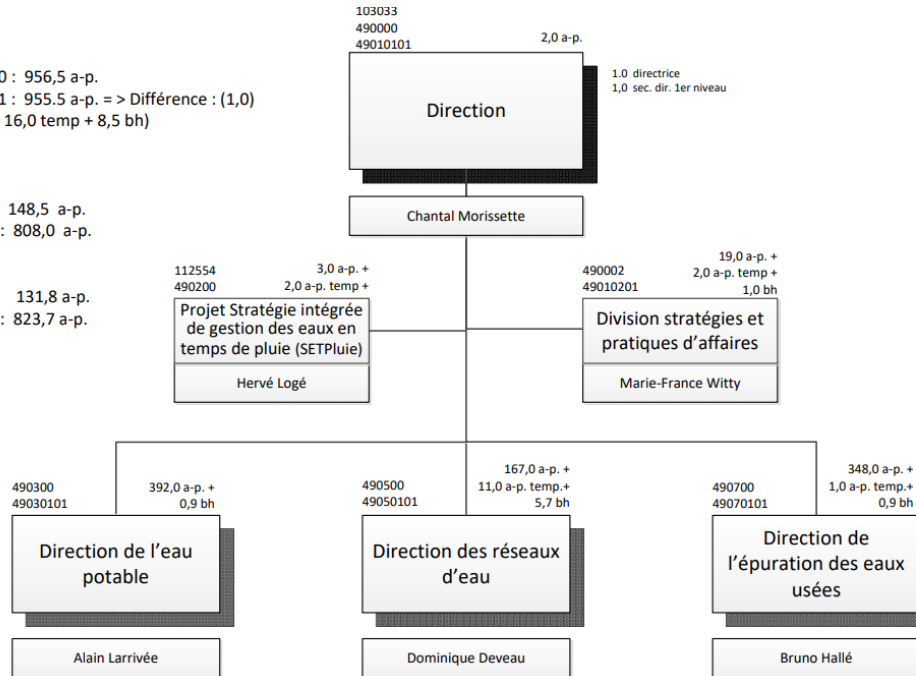 103033
490000
49010101
2,0 a-p.
0 : 956,5 a-p.
1 : 955.5 a-p. = > Différence : (1,0)
16,0 temp + 8,5 bh)
1.0 directrice
1,0 sec. dir. 1er niveau
Direction
Chantal Morissette
148,5 a-p.
: 808,0 a-p.
131,8 a-p.
: 823,7 a-p.
112554
490200
3,0 a-p. +
2,0 a-p. temp +
Projet Stratégie intégrée
de gestion des eaux en
temps de pluie (SETPluie)
Hervé Logé
490002
49010201
19,0 a-p. +
2,0 a-p. temp +
1,0 bh
Division stratégies et
pratiques d'affaires
Marie-France Witty
490300
49030101
392,0 a-p. +
0,9 bh
Direction de l'eau
potable
Alain Larrivée
490500
49050101
167,0 a-p. +
11,0 a-p. temp.+
5,7 bh
Direction des réseaux
d'eau
Dominique Deveau
490700
49070101
348,0 a-p. +
1,0 a-p. temp.+
0,9 bh
Direction de
l'épuration des eaux
usées
Bruno Hallé